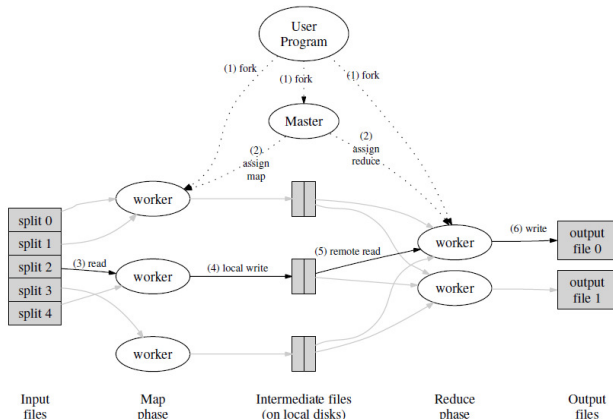 User
Program
(1) fork
(1) fork
(1) fork
Master
(2)
assign
map
(2)
assign
reduce
worker
split 0
split 1
split 2
split 3
split 4
(3) read
worker
(4) local write
(5) remote read
worker
(6) write
output
file 0
worker
output
file 1
worker
Input
files
Map
phase
Intermediate files
(on local disks)
Reduce
phase
Output
files